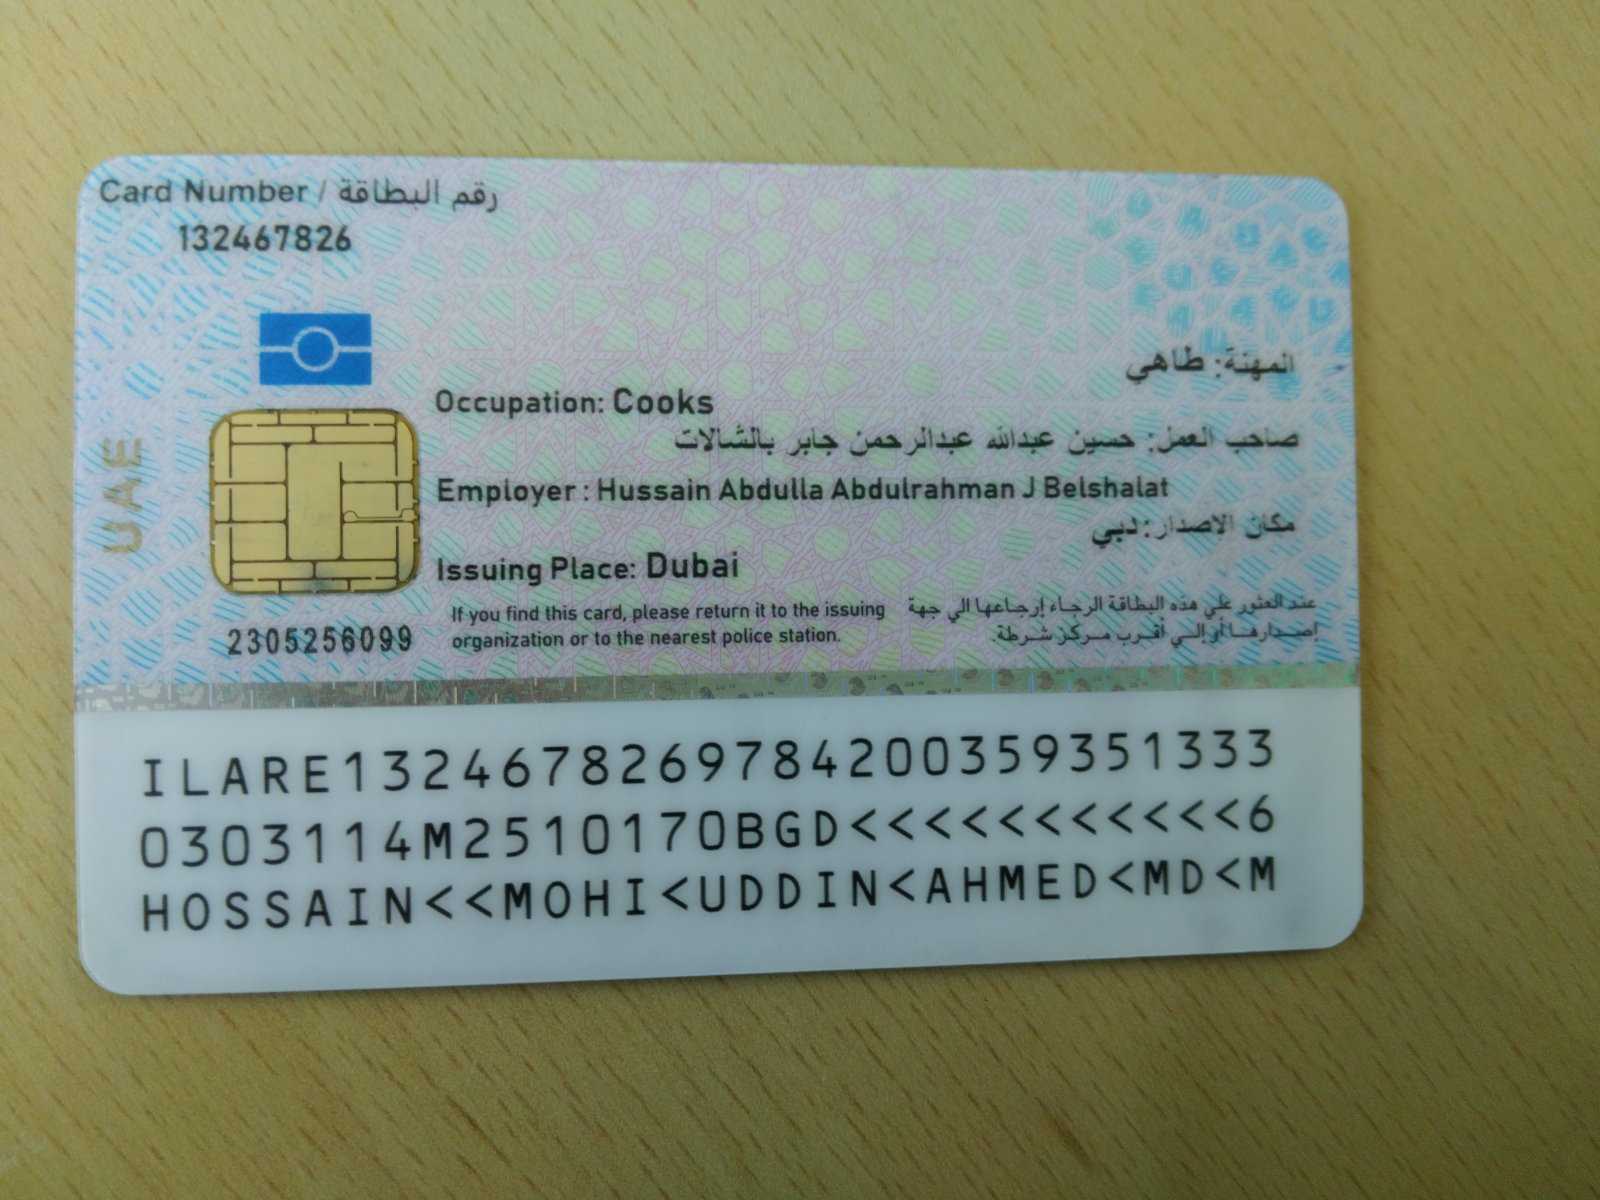 Card Number / رقم البطاقة
132467826
المهنة: طاهي
Occupation: Cooks
صاحب العمل: حسين عبدالله عبدالرحمن جابر بالشالات
Employer : Hussain Abdulla Abdulrahman J Belshalat
مكان الاصدار: دبي
Issuing Place: Dubai
UAE
If you find this card, please return it to the issuing
organization or to the nearest police station.
عند العثور علي هذه البطاقة الرجاء إرجاعها الي جهة
إصدارها أو إلى أقرب مركز شرطة.
2305256099
ILARE1324678269784200359351333
0303114M2510170BGD<<<<<<<<<<<6
HOSSAIN<<MOHI<UDDIN<AHMED<MD<M